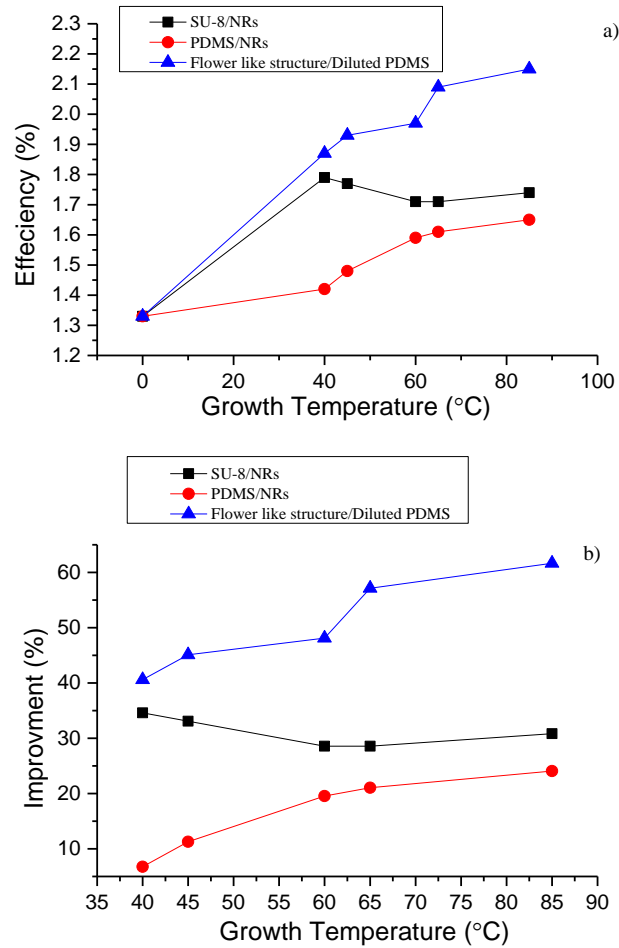 SU-8/NRs
PDMS/NRs
Flower like structure/Diluted PDMS
a)
2.3
2.2
2.1
2.0
1.9
1.8
1.7
1.6
1.5
1.4
1.3
1.2
Effeciency (%)
0 20 40 60 80 100
Growth Temperature (°C)
SU-8/NRs
PDMS/NRs
Flower like structure/Diluted PDMS
b)
60
50
40
30
20
10
Improvment (%)
35 40 45 50 55 60 65 70 75 80 85 90
Growth Temperature (°C)